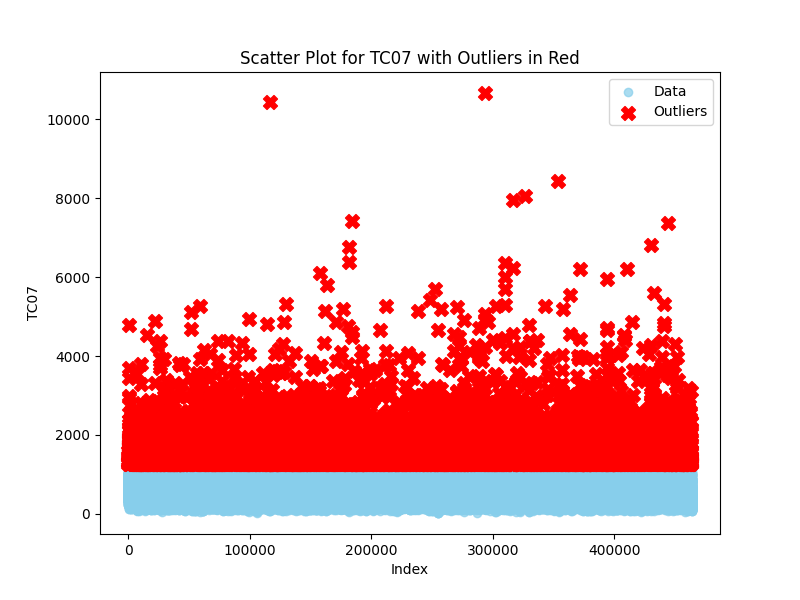 Scatter Plot for TC07 with Outliers in Red
Data
Outliers
10000
8000
6000
4000
2000
0
TC07
0 100000 200000 300000 400000
Index